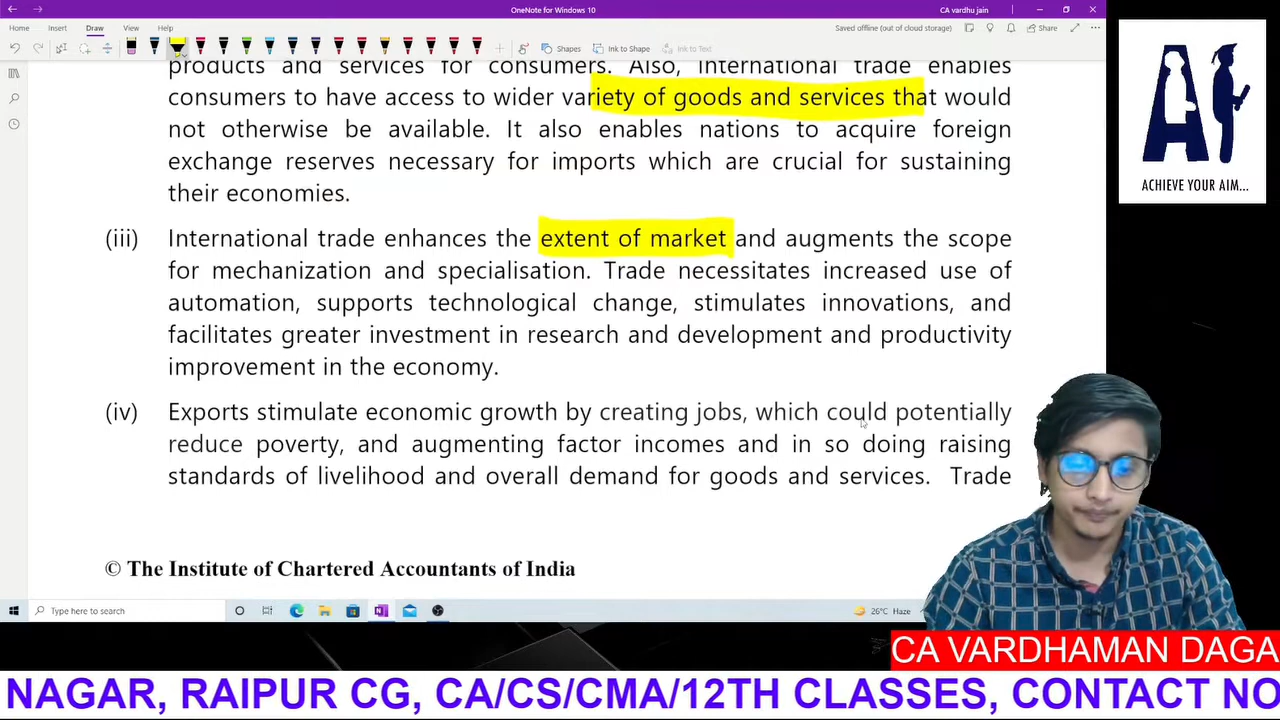 OneNote for Windows 10
CA vardhu jain
Home Insert Draw View Help
Saved offline (out of cloud storage)
Share
Shapes
Ink to Shape
Ink to Text
products and services for consumers. Also, international trade enables
consumers to have access to wider variety of goods and services that would
not otherwise be available. It also enables nations to acquire foreign
exchange reserves necessary for imports which are crucial for sustaining
their economies.
(iii) International trade enhances the extent of market and augments the scope
for mechanization and specialisation. Trade necessitates increased use of
automation, supports technological change, stimulates innovations, and
facilitates greater investment in research and development and productivity
improvement in the economy.
(iv) Exports stimulate economic growth by creating jobs, which could potentially
reduce poverty, and augmenting factor incomes and in so doing raising
standards of livelihood and overall demand for goods and services. Trade
© The Institute of Chartered Accountants of India
Type here to search
26°C Haze
AI
ACHIEVE YOUR AIM...
CA VARDHAMAN DAGA
NAGAR, RAIPUR CG, CA/CS/CMA/12TH CLASSES, CONTACT NO